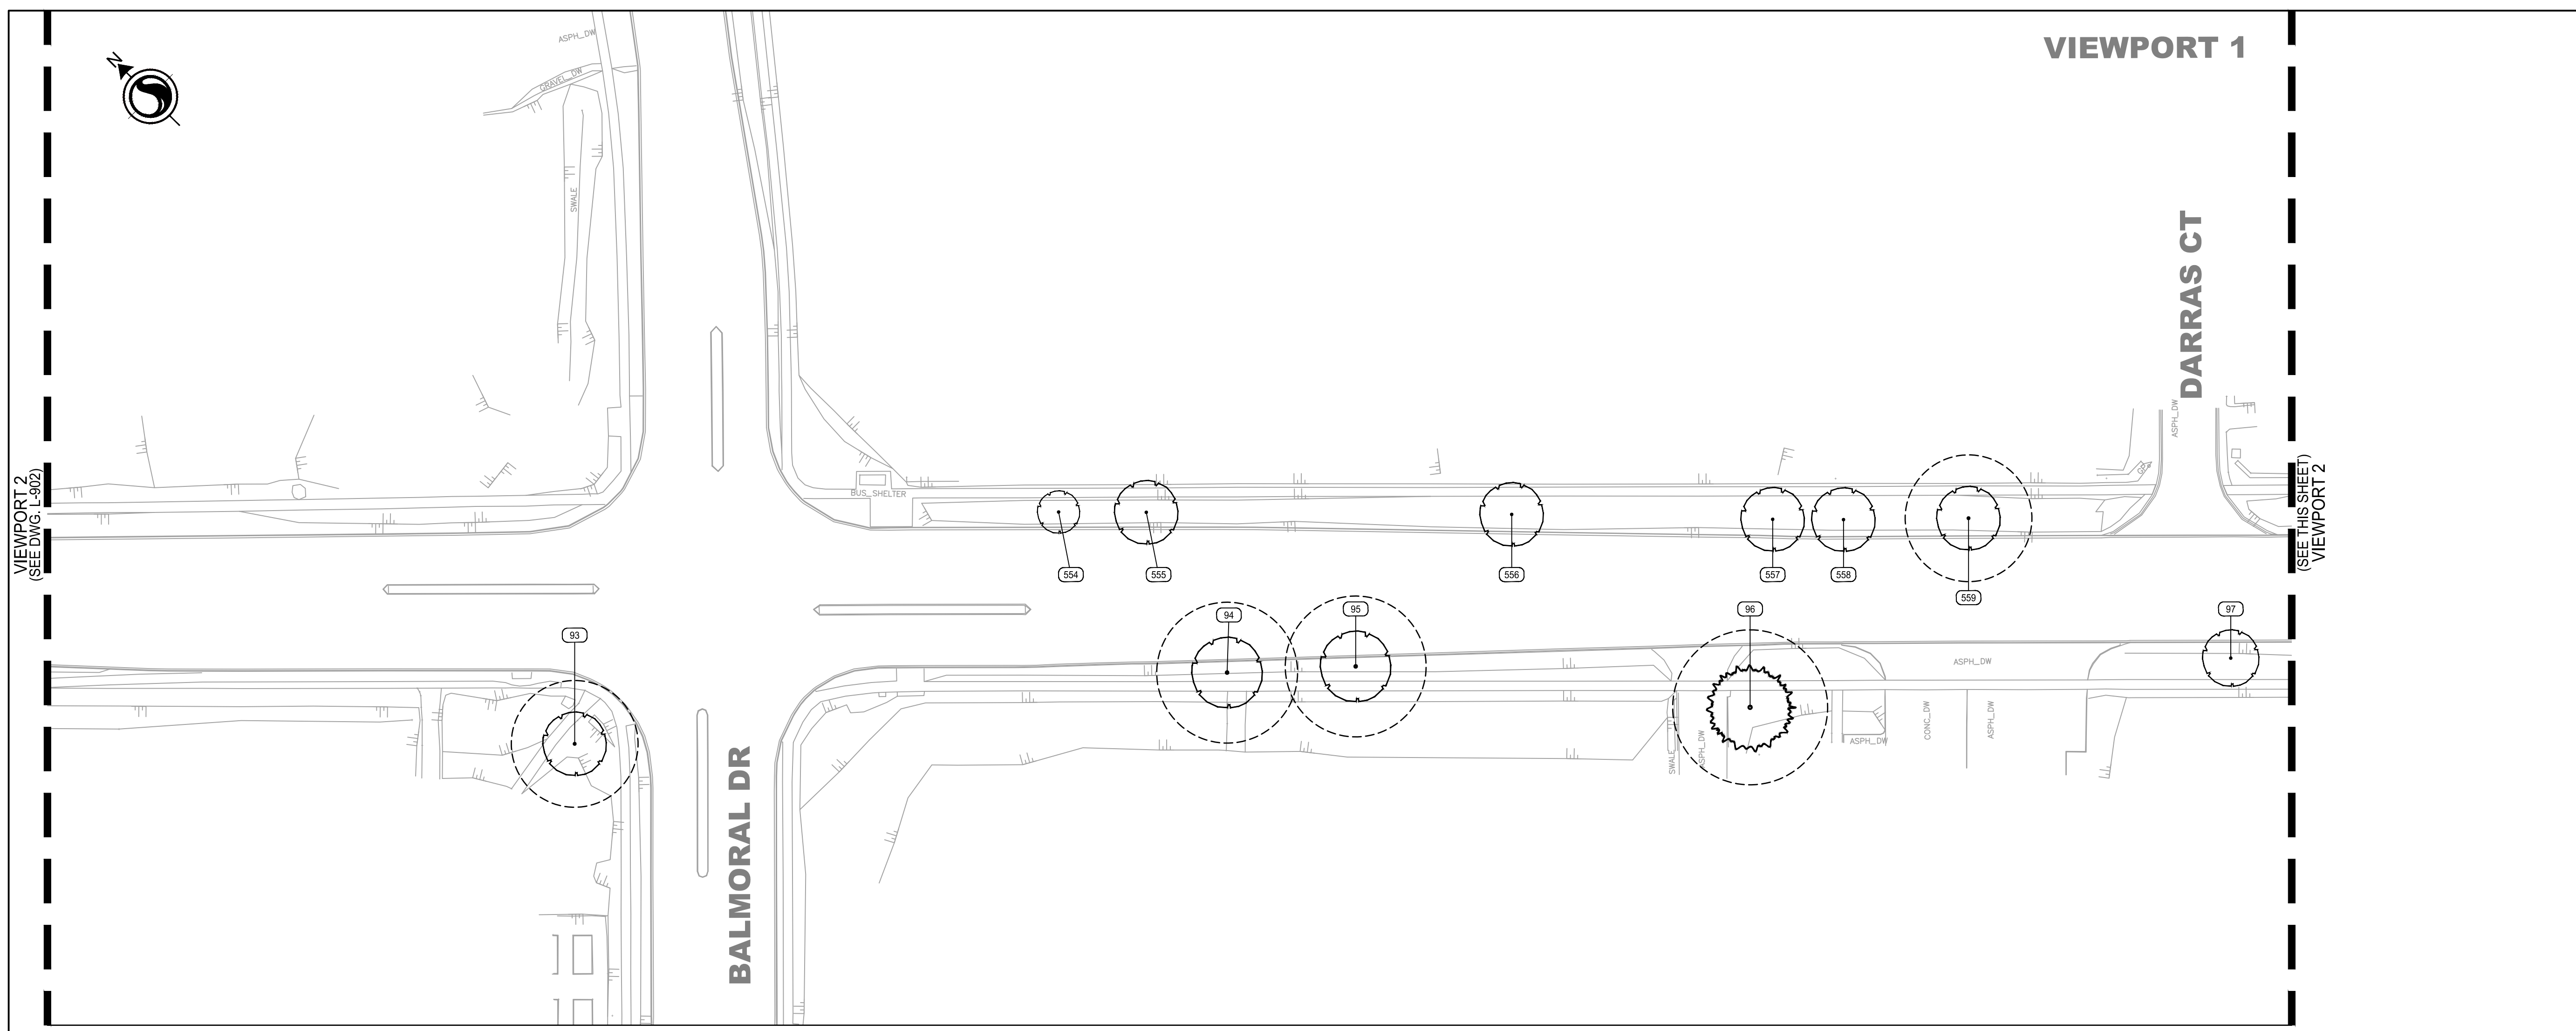 VIEWPORT 1
N
ASPH_DW
GRAVEL_DW
SWALE
DARRAS CT
ASPH_DW
VIEWPORT 2
(SEE DWG. L-902)
BUS_SHELTER
(SEE THIS SHEET)
VIEWPORT 2
554
555
556
557
558
559
93
94
95
96
97
ASPH_DW
SWALE
ASPH_DW
ASPH_DW
CONC_DW
ASPH_DW
BALMORAL DR